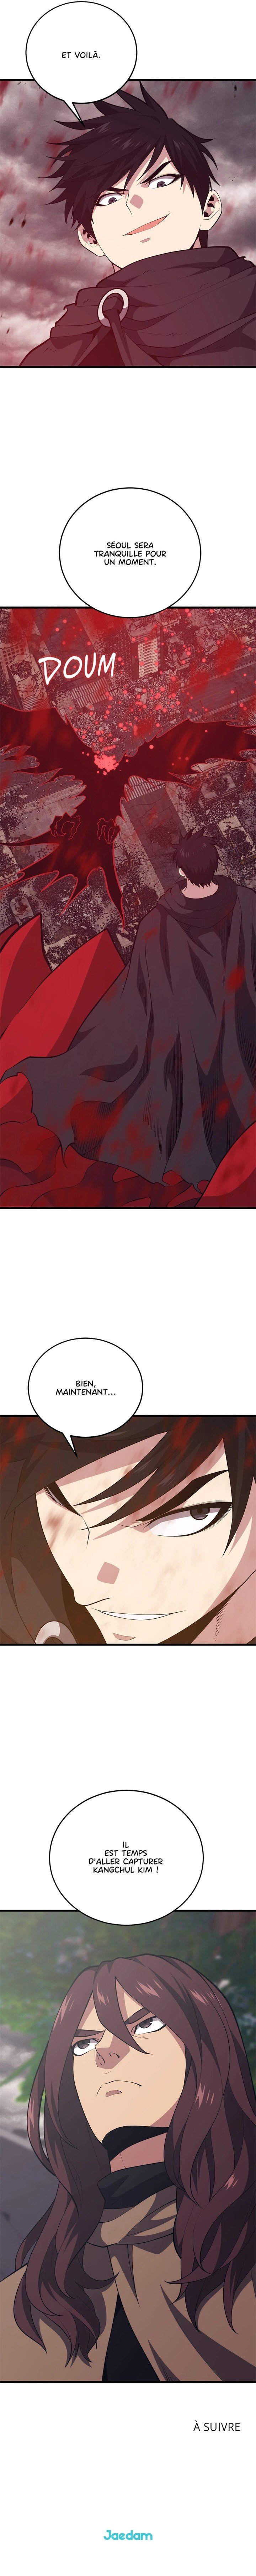 ET VOILÀ.
SÉOUL SERA
TRANQUILLE POUR
UN MOMENT.
DOUM
BIEN,
MAINTENANT...
IL
EST TEMPS
D'ALLER CAPTURER
KANGCHUL KIM !
À SUIVRE
Jaedam